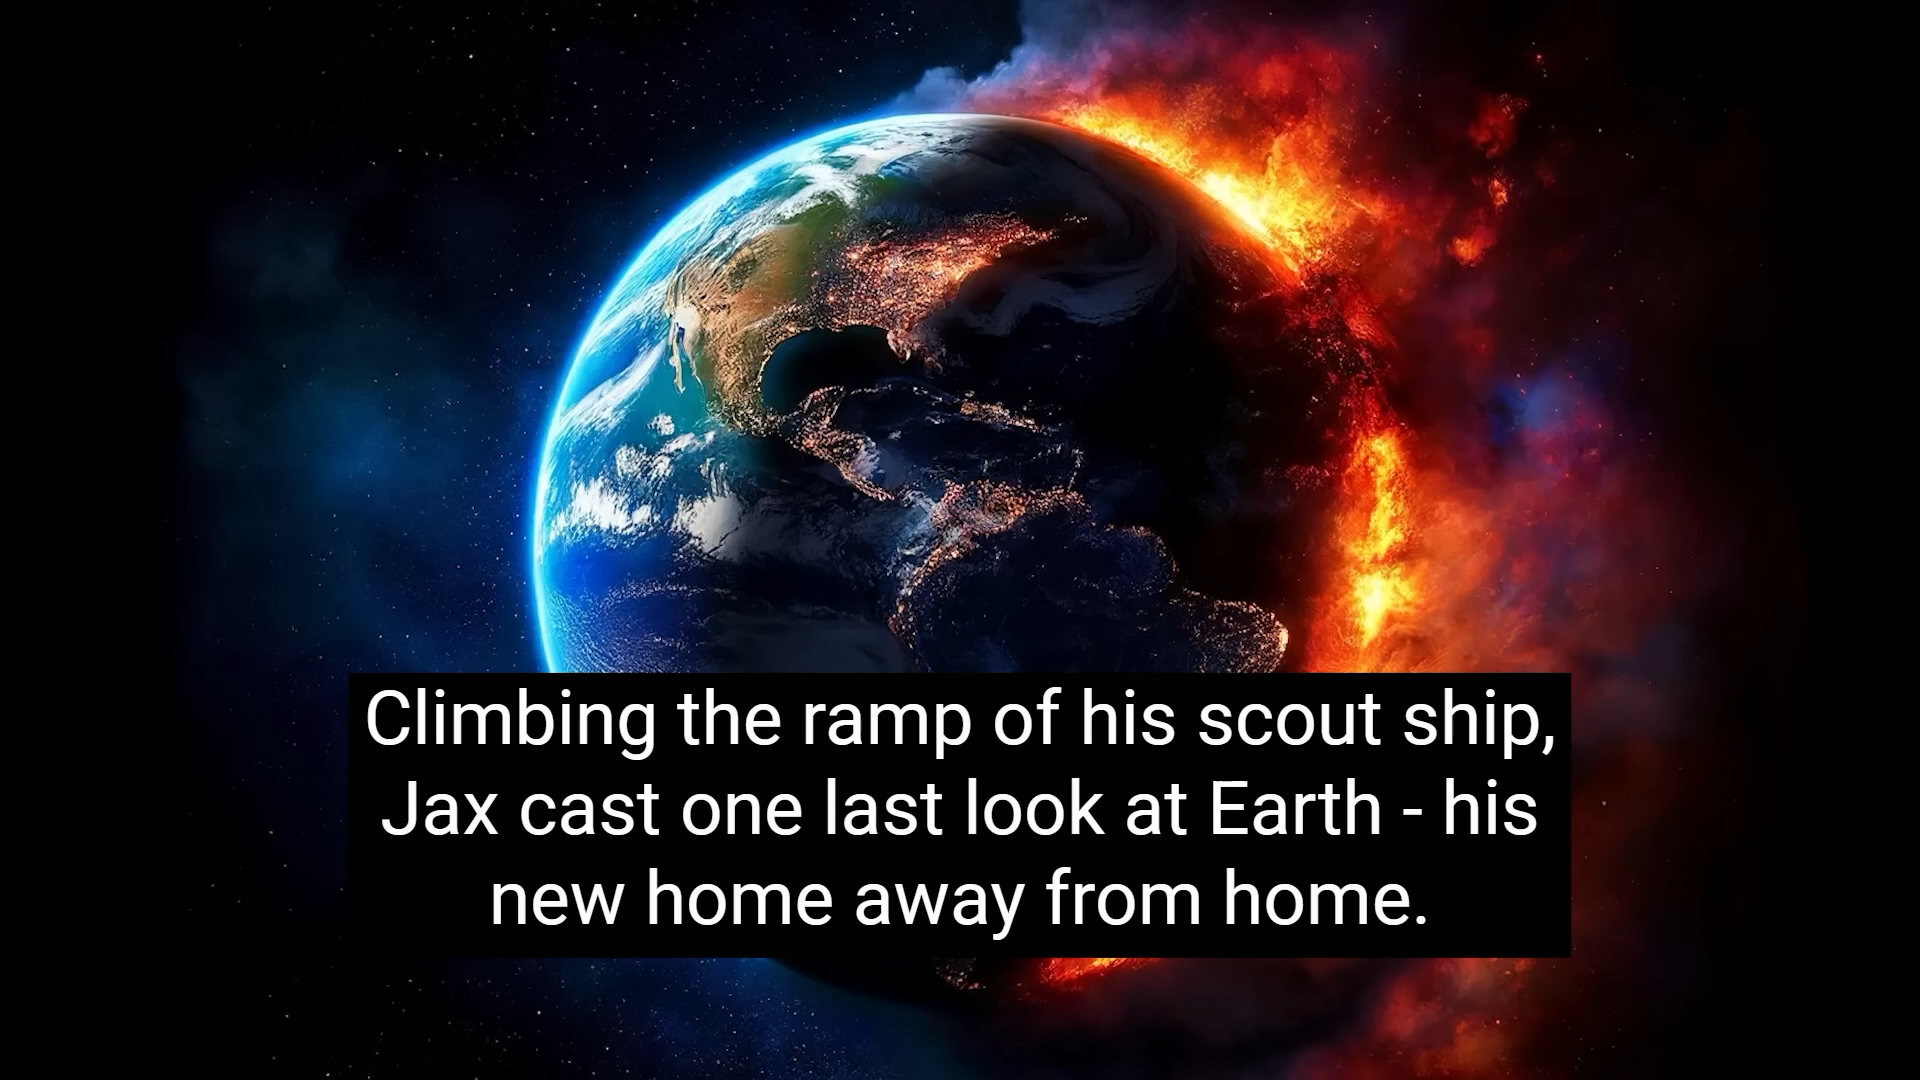 Climbing the ramp of his scout ship,
Jax cast one last look at Earth - his
new home away from home.